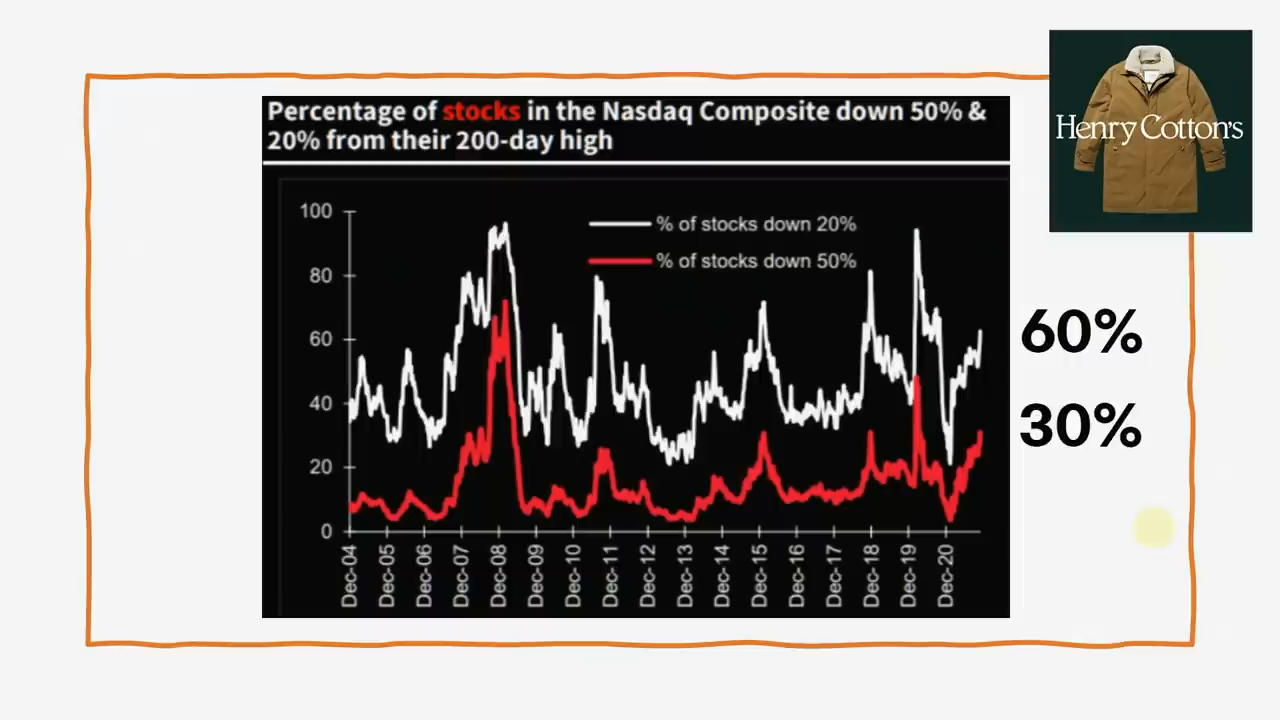 Percentage of stocks in the Nasdaq Composite down 50% &
20% from their 200-day high
Henry Cotton's
% of stocks down 20%
% of stocks down 50%
100
80
60
40
20
0
60%
30%
Dec-04
Dec-05
Dec-06
Dec-07
Dec-08
Dec-09
Dec-10
Dec-11
Dec-12
Dec-13
Dec-14
Dec-15
Dec-16
Dec-17
Dec-18
Dec-19
Dec-20